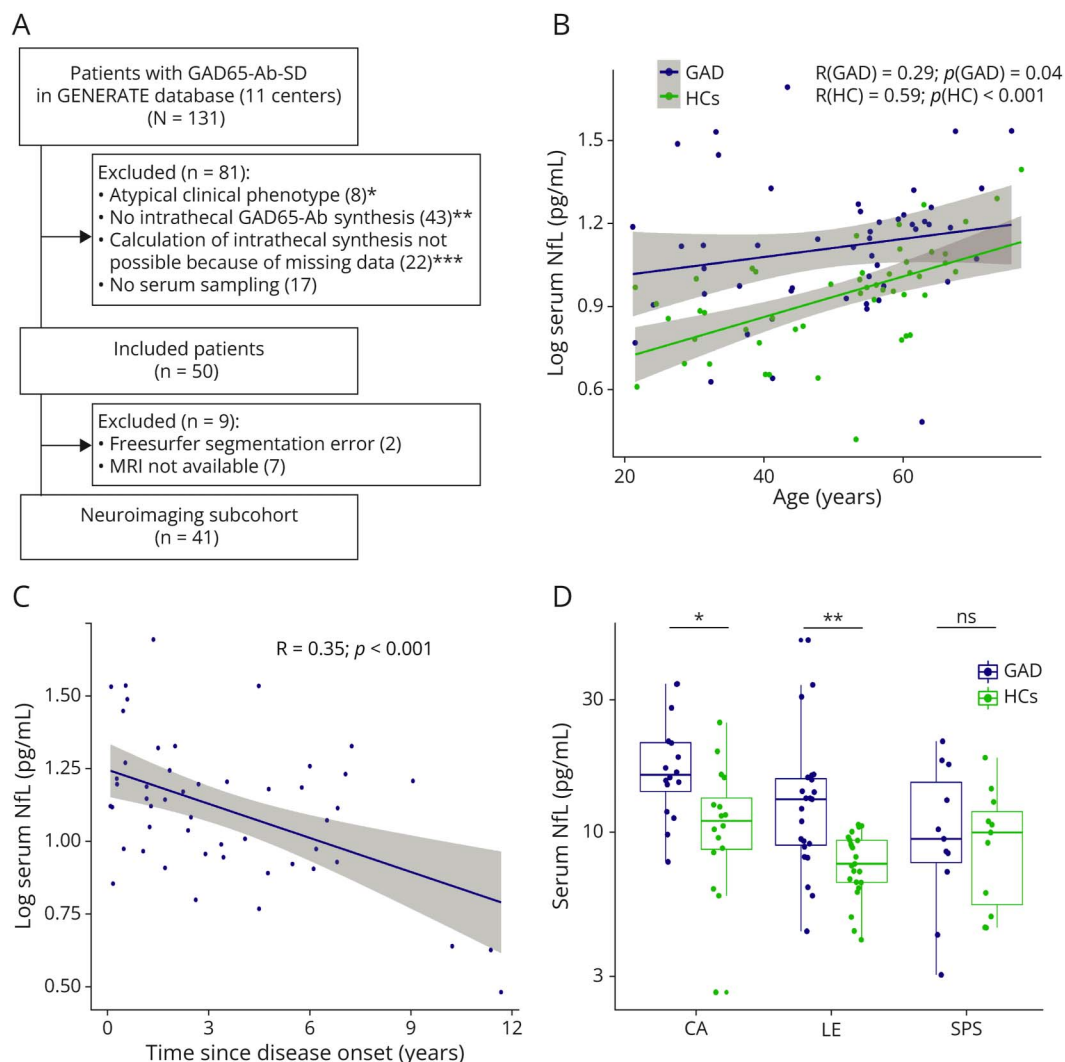 A
Patients with GAD65-Ab-SD
in GENERATE database (11 centers)
(N = 131)
Excluded (n = 81):
• Atypical clinical phenotype (8)*
• No intrathecal GAD65-Ab synthesis (43)**
• Calculation of intrathecal synthesis not
possible because of missing data (22)***
• No serum sampling (17)
Included patients
(n = 50)
Excluded (n = 9):
• Freesurfer segmentation error (2)
• MRI not available (7)
Neuroimaging subcohort
(n = 41)
B
GAD
HCs
R(GAD) = 0.29; p(GAD) = 0.04
R(HC) = 0.59; p(HC) < 0.001
Log serum NfL (pg/mL)
1.5
1.2
0.9
0.6
20 40 60
Age (years)
C
R = 0.35; p < 0.001
Log serum NfL (pg/mL)
1.50
1.25
1.00
0.75
0.50
0 3 6 9 12
Time since disease onset (years)
D
* ** ns
GAD
HCs
Serum NfL (pg/mL)
30
10
3
CA LE SPS